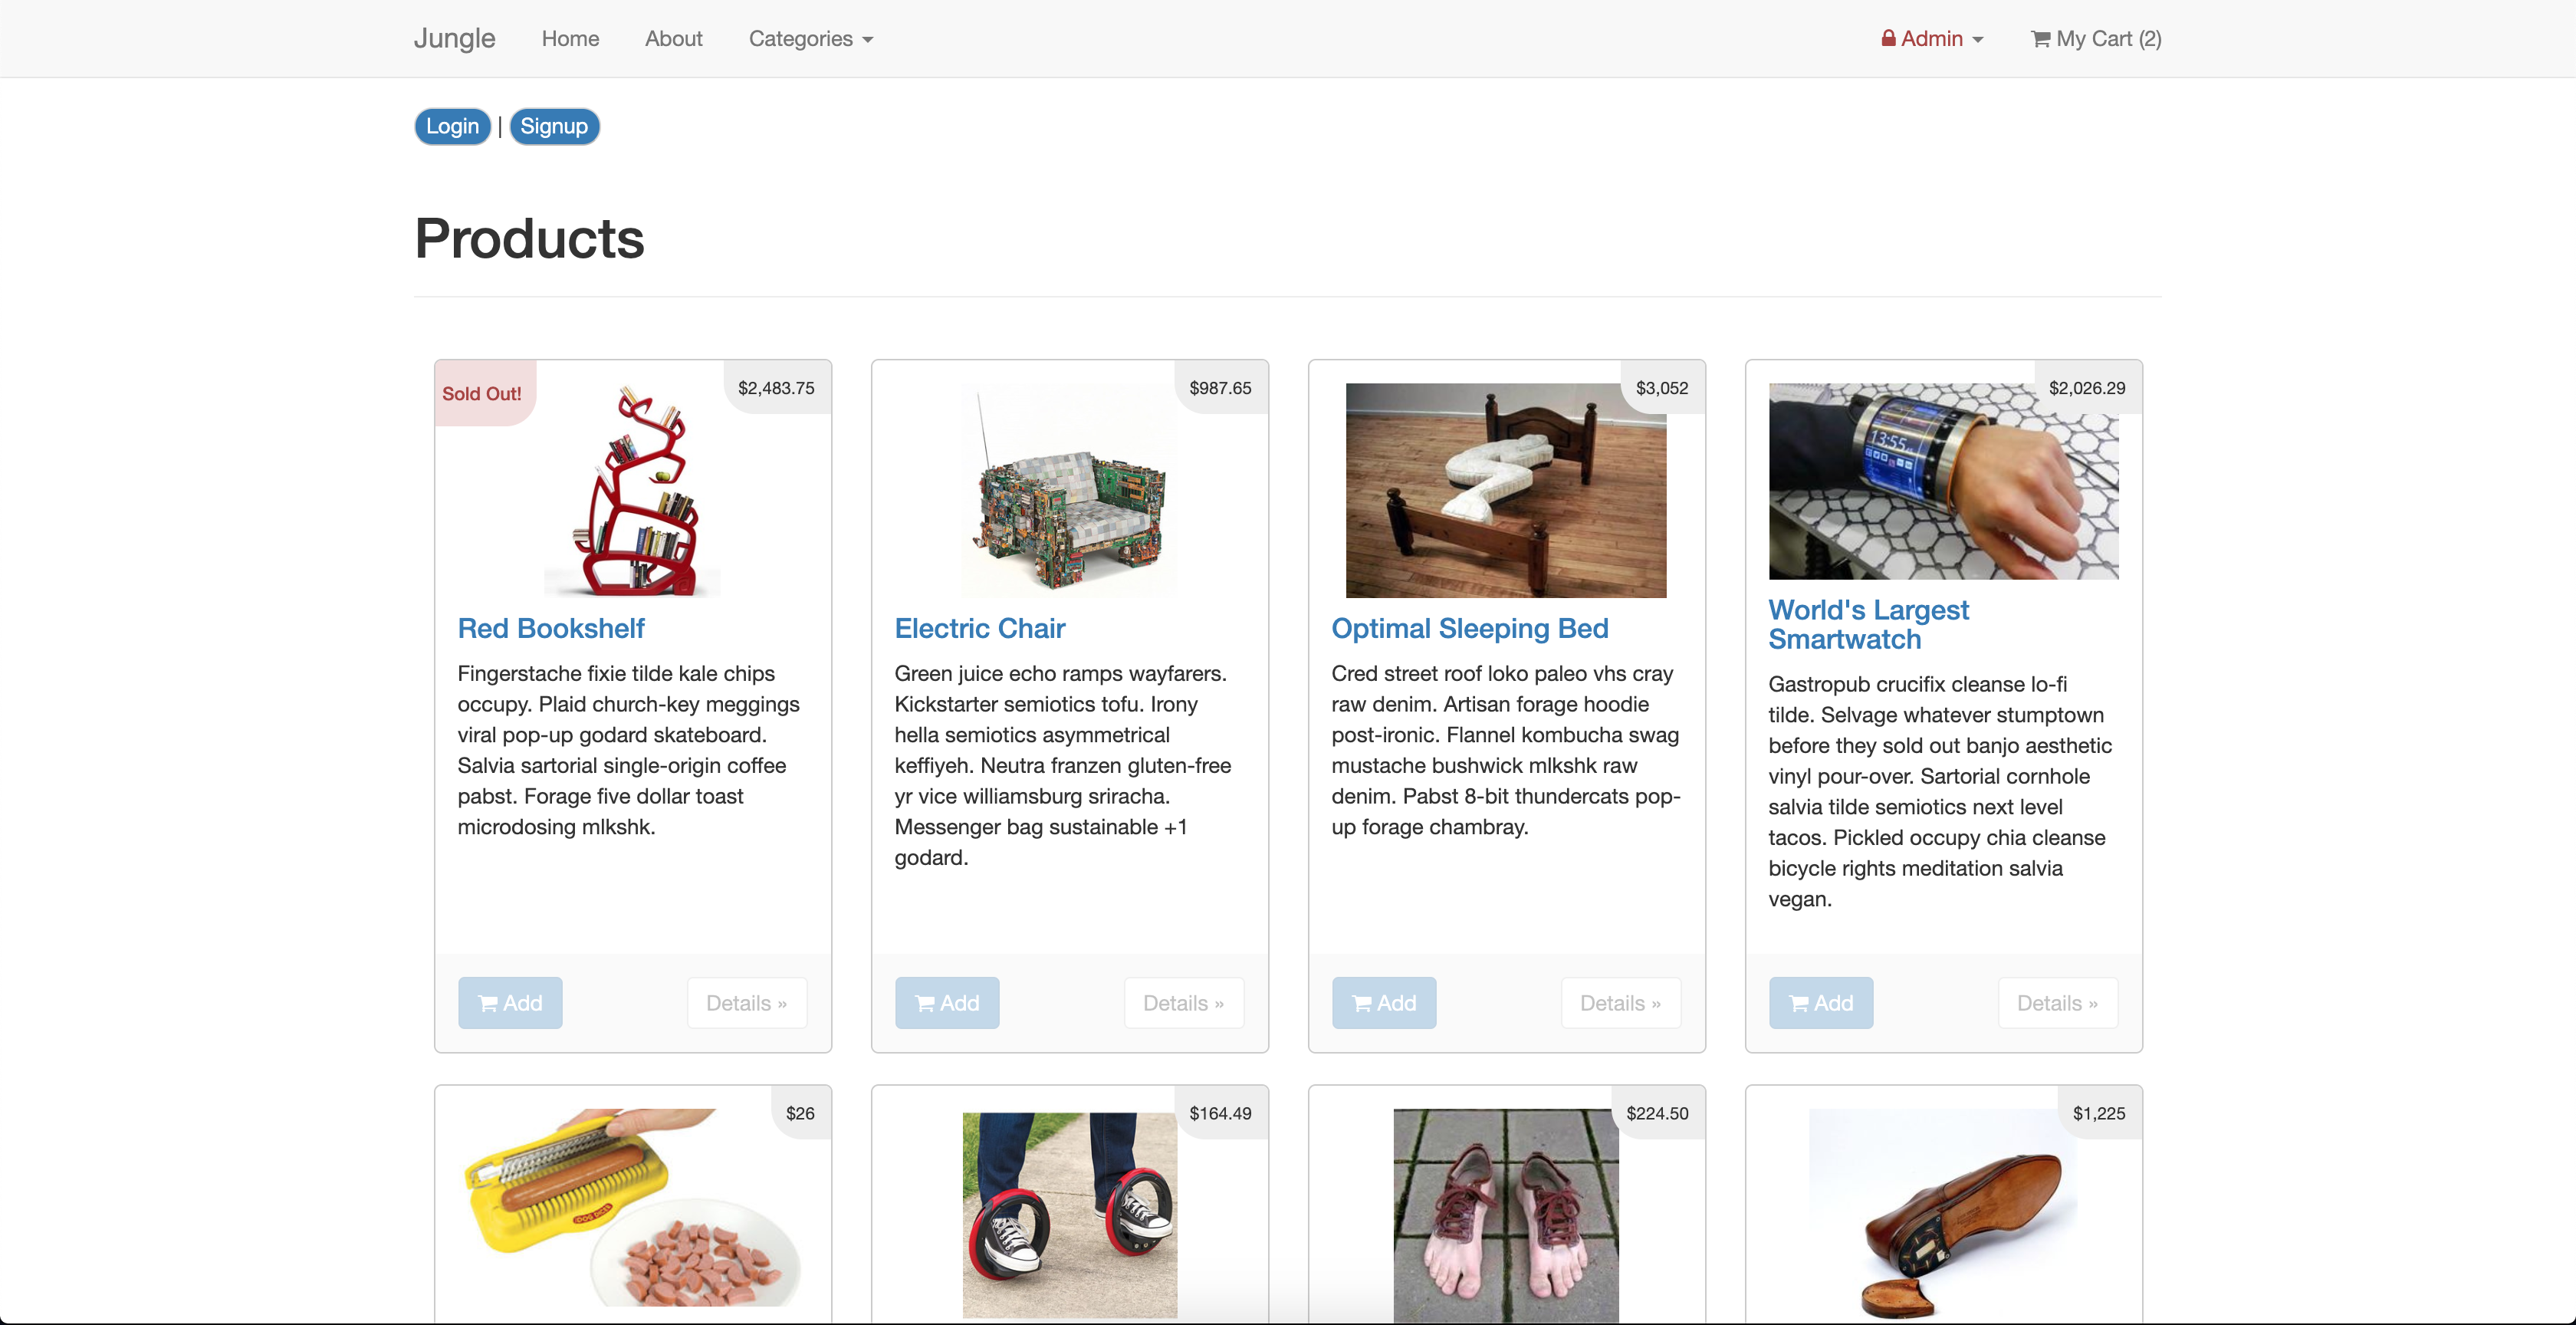 Jungle Home About Categories Admin My Cart (2)
Login | Signup
Products
Sold Out!
$2,483.75
Red Bookshelf
Fingerstache fixie tilde kale chips
occupy. Plaid church-key meggings
viral pop-up godard skateboard.
Salvia sartorial single-origin coffee
pabst. Forage five dollar toast
microdosing mlkshk.
Add Details »
$987.65
Electric Chair
Green juice echo ramps wayfarers.
Kickstarter semiotics tofu. Irony
hella semiotics asymmetrical
keffiyeh. Neutra franzen gluten-free
yr vice williamsburg sriracha.
Messenger bag sustainable +1
godard.
Add Details »
$3,052
Optimal Sleeping Bed
Cred street roof loko paleo vhs cray
raw denim. Artisan forage hoodie
post-ironic. Flannel kombucha swag
mustache bushwick mlkshk raw
denim. Pabst 8-bit thundercats pop-
up forage chambray.
Add Details »
$2,026.29
13:55
World's Largest
Smartwatch
Gastropub crucifix cleanse lo-fi
tilde. Selvage whatever stumptown
before they sold out banjo aesthetic
vinyl pour-over. Sartorial cornhole
salvia tilde semiotics next level
tacos. Pickled occupy chia cleanse
bicycle rights meditation salvia
vegan.
Add Details »
$26
$164.49
$224.50
$1,225